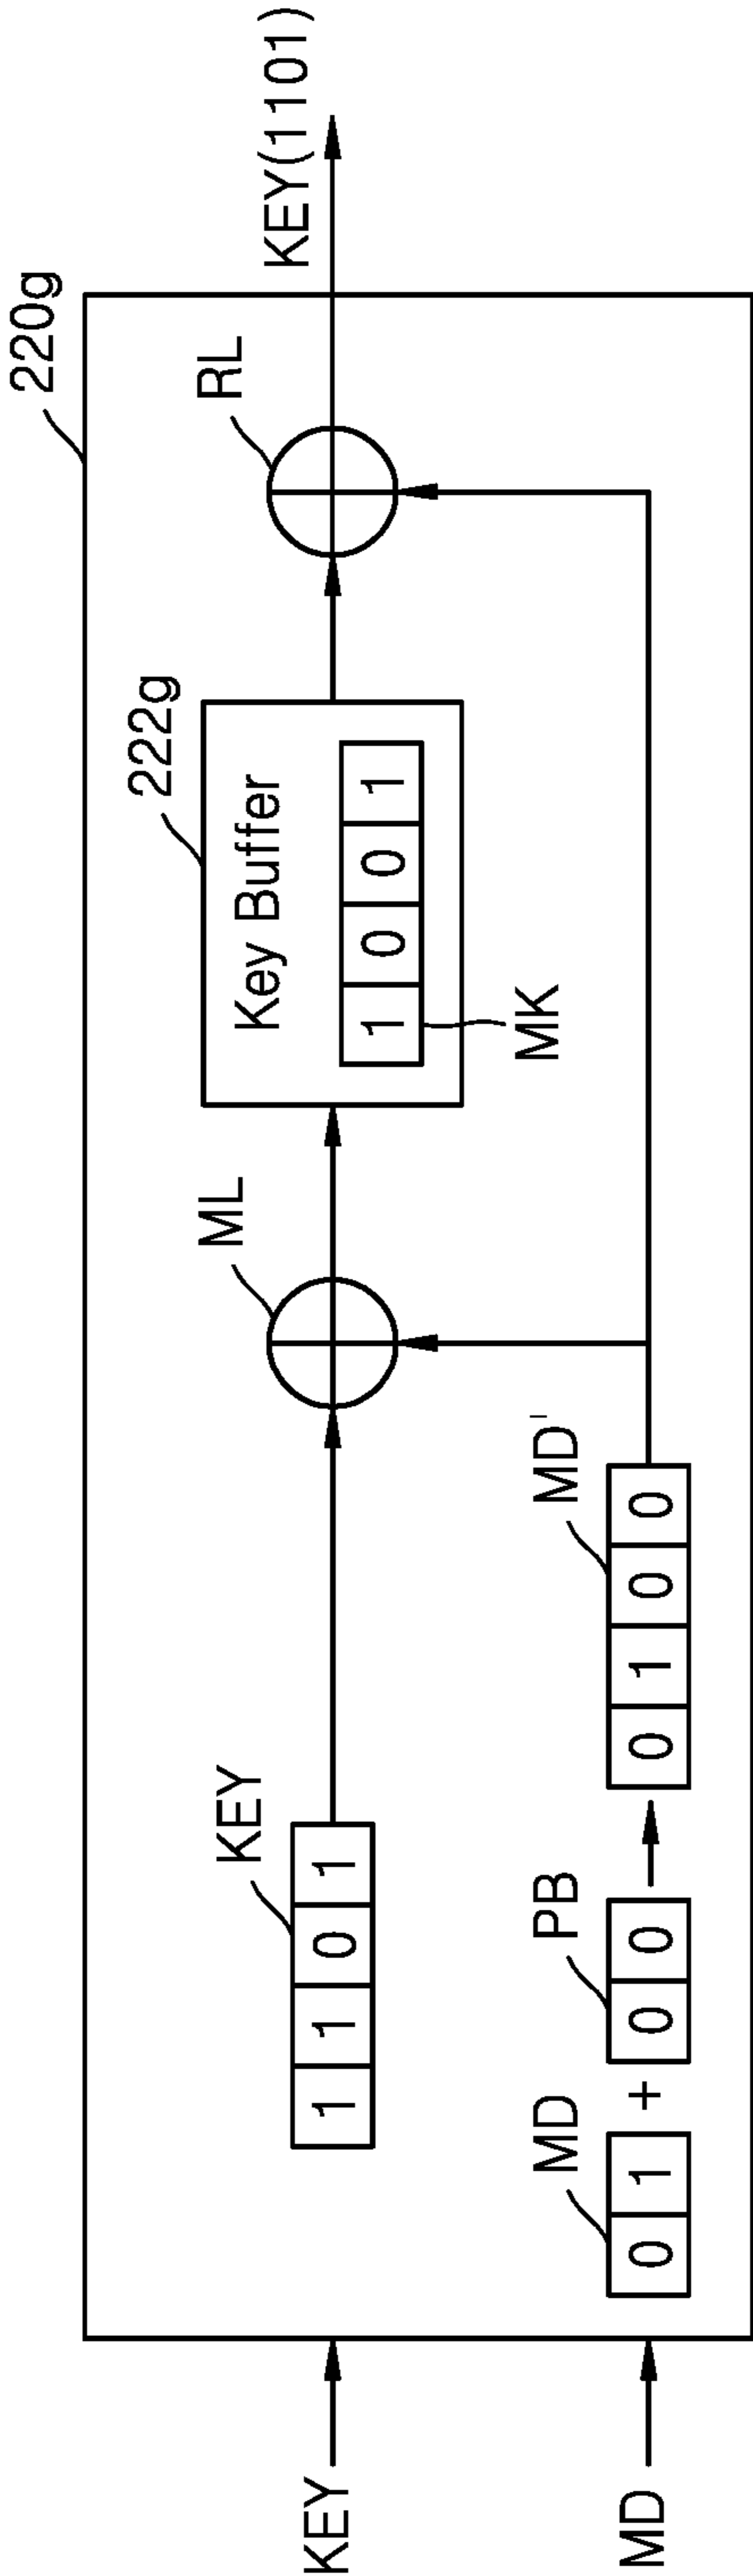 220g
KEY
KEY
1 1 0 1
ML
222g
Key Buffer
1 0 0 1
MK
RL
KEY(1101)
MD
MD
0 1
+
PB
0 0
MD'
0 1 0 0